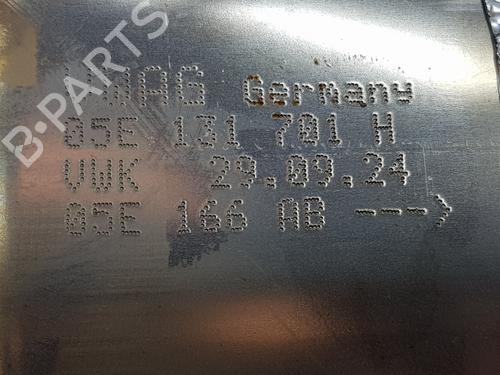 B-PARTS
VWAG Germany
05E 131 701 H
VWK 29.09.24
05E 166 AB --->